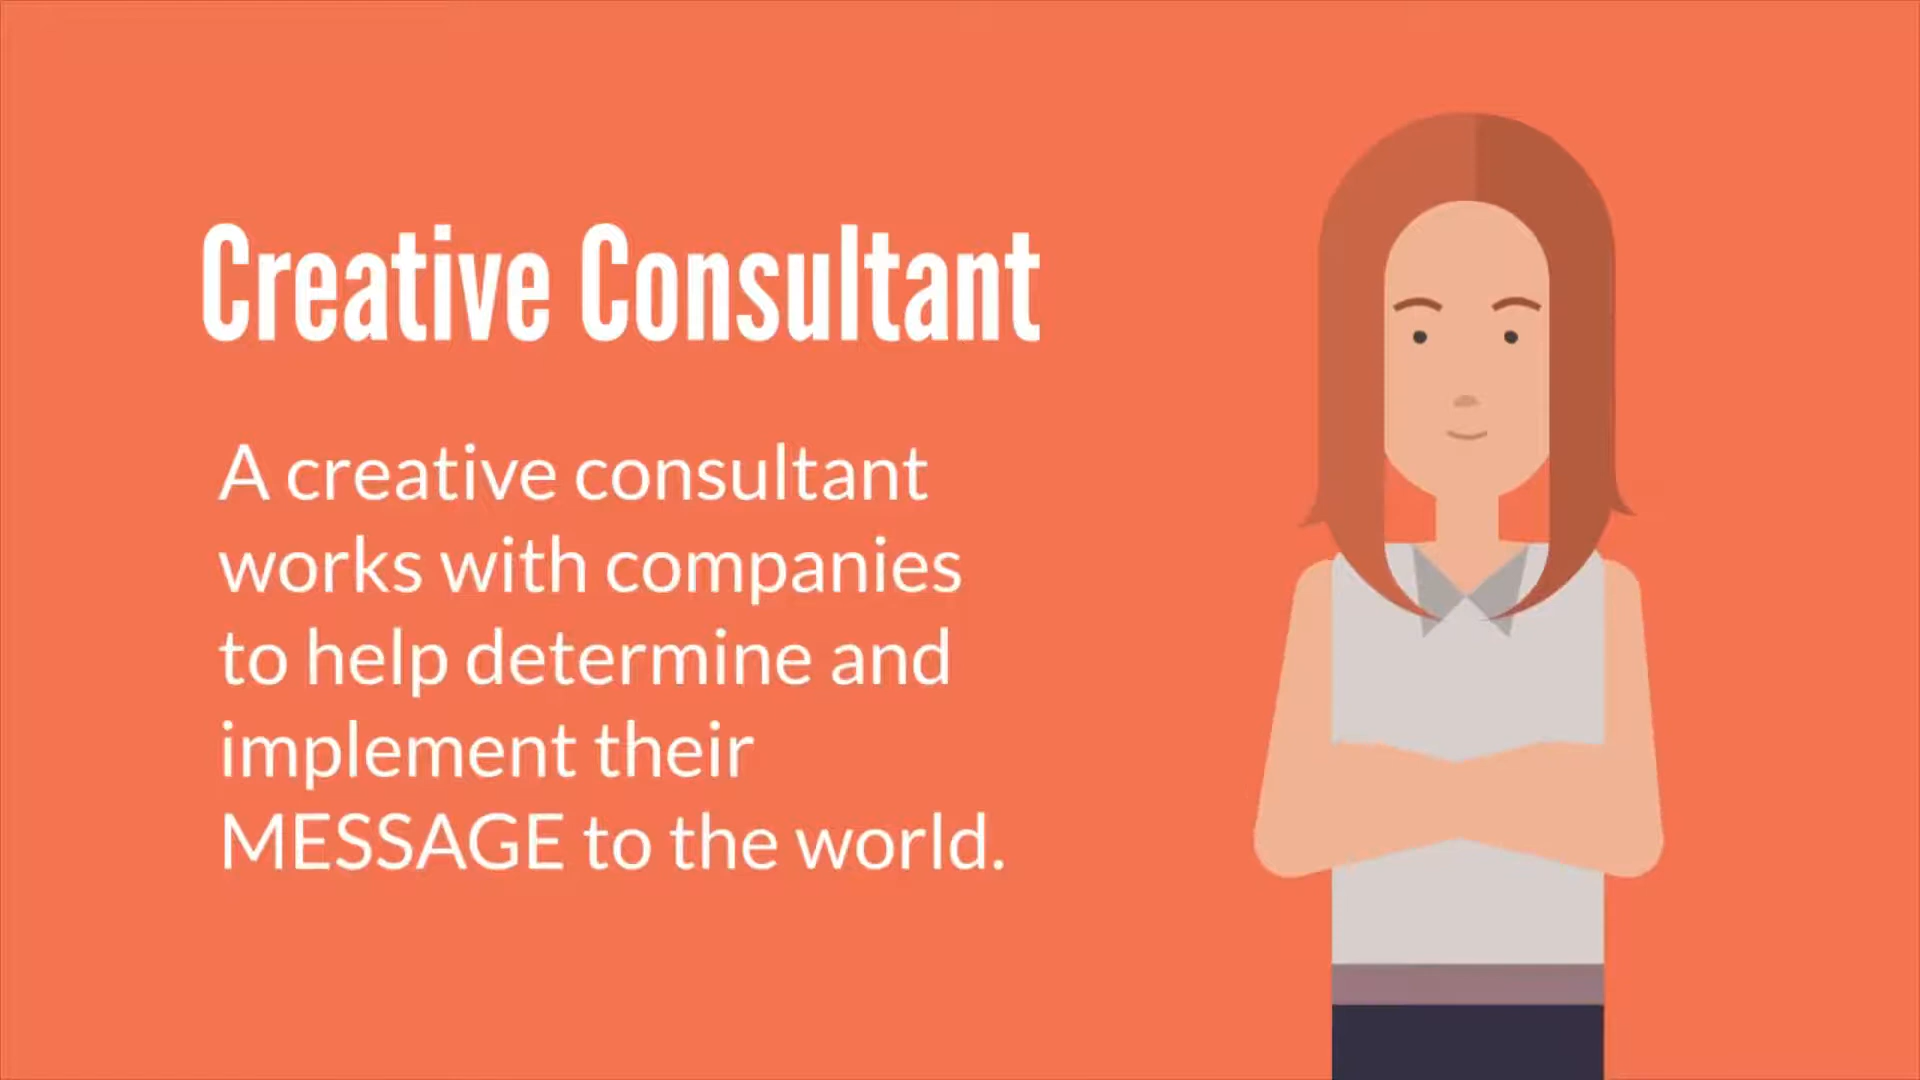 Creative Consultant
A creative consultant
works with companies
to help determine and
implement their
MESSAGE to the world.